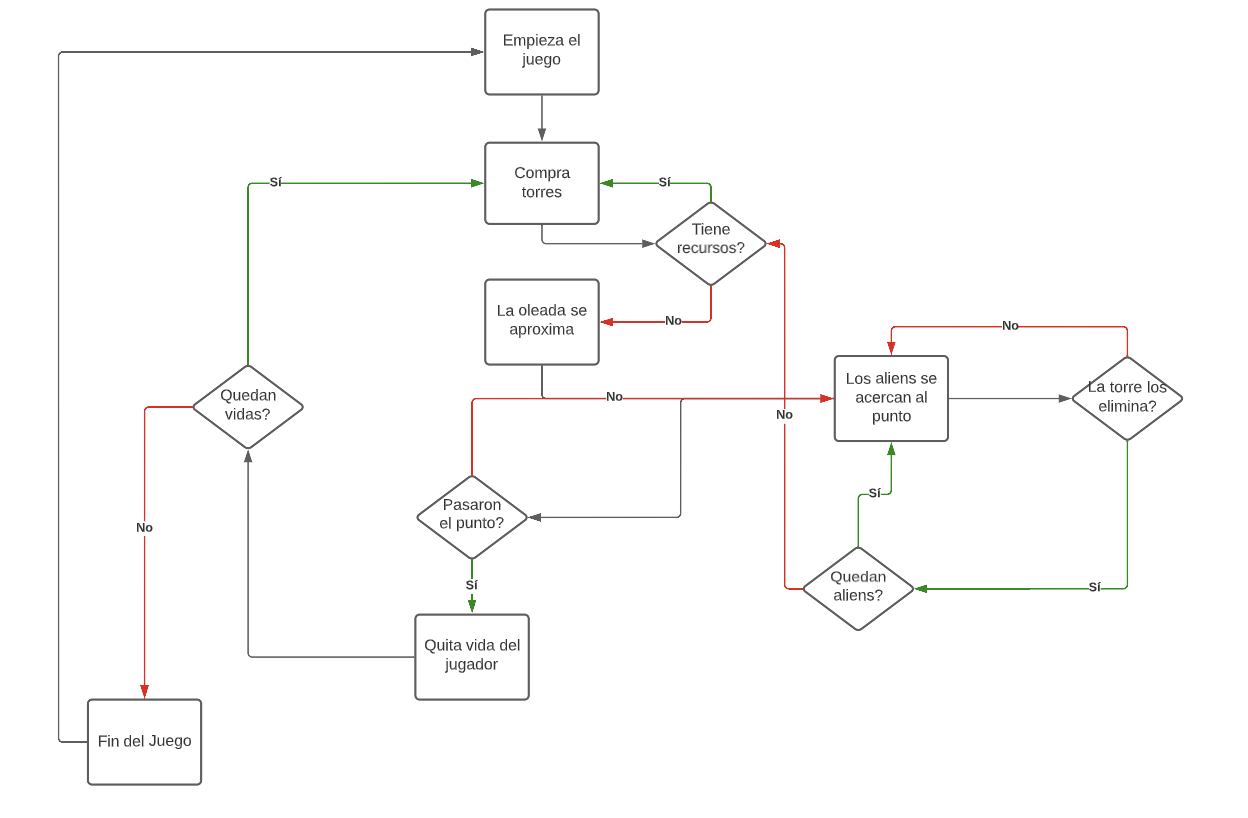 Empieza el
juego
Compra
torres
Sí
Sí
Tiene
recursos?
La oleada se
aproxima
No
No
Los aliens se
acercan al
punto
La torre los
elimina?
Quedan
vidas?
No
No
Pasaron
el punto?
Sí
No
Quedan
aliens?
Sí
Sí
Quita vida del
jugador
Fin del Juego